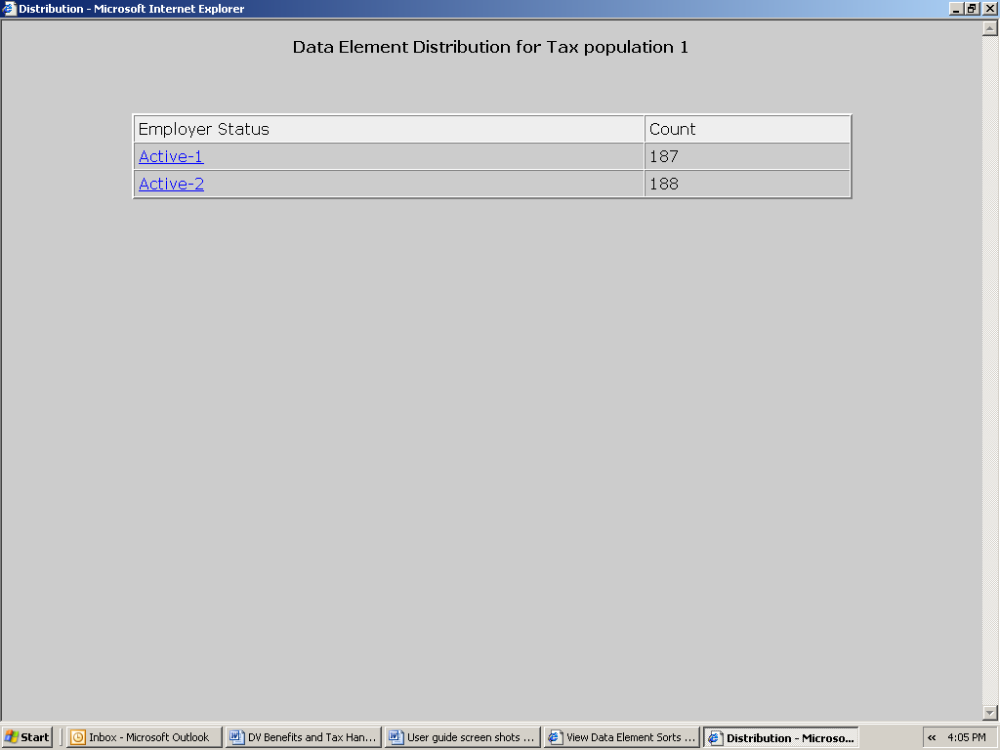 Distribution - Microsoft Internet Explorer
Data Element Distribution for Tax population 1
Employer Status Count
Active-1 187
Active-2 188
Start Inbox - Microsoft Outlook DV Benefits and Tax Han... User guide screen shots ... View Data Element Sorts ... Distribution - Microso... « 4:05 PM